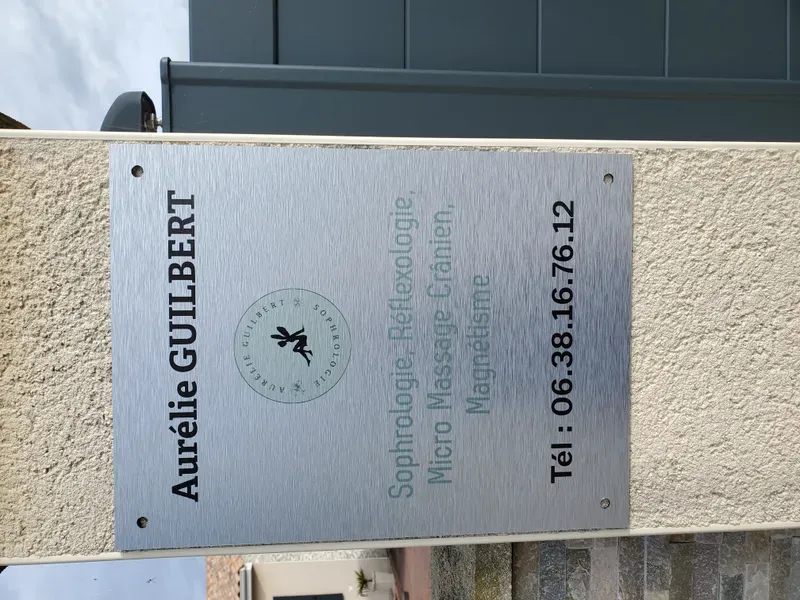 Aurélie GUILBERT
AURÉLIE GUILBERT
SOPHROLOGIE
Sophrologie, Réflexologie,
Micro Massage Crânien,
Magnétisme
Tél : 06.38.16.76.12